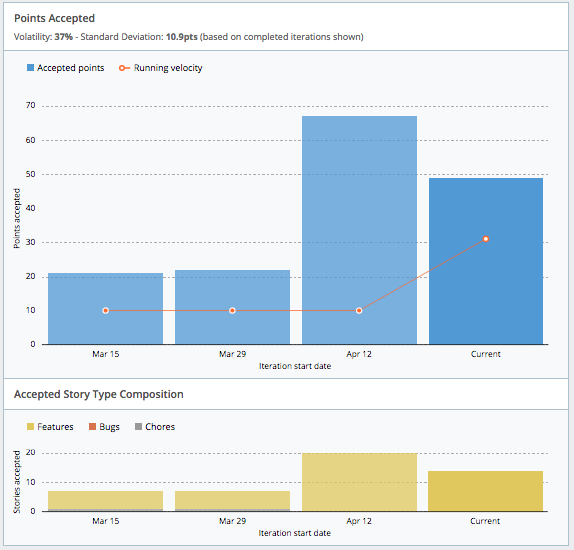 Points Accepted
Volatility: 37% - Standard Deviation: 10.9pts (based on completed iterations shown)
Accepted points Running velocity
70
60
50
40
30
20
10
0
Points accepted
Mar 15 Mar 29 Apr 12 Current
Iteration start date
Accepted Story Type Composition
Features Bugs Chores
20
10
0
Stories accepted
Mar 15 Mar 29 Apr 12 Current
Iteration start date